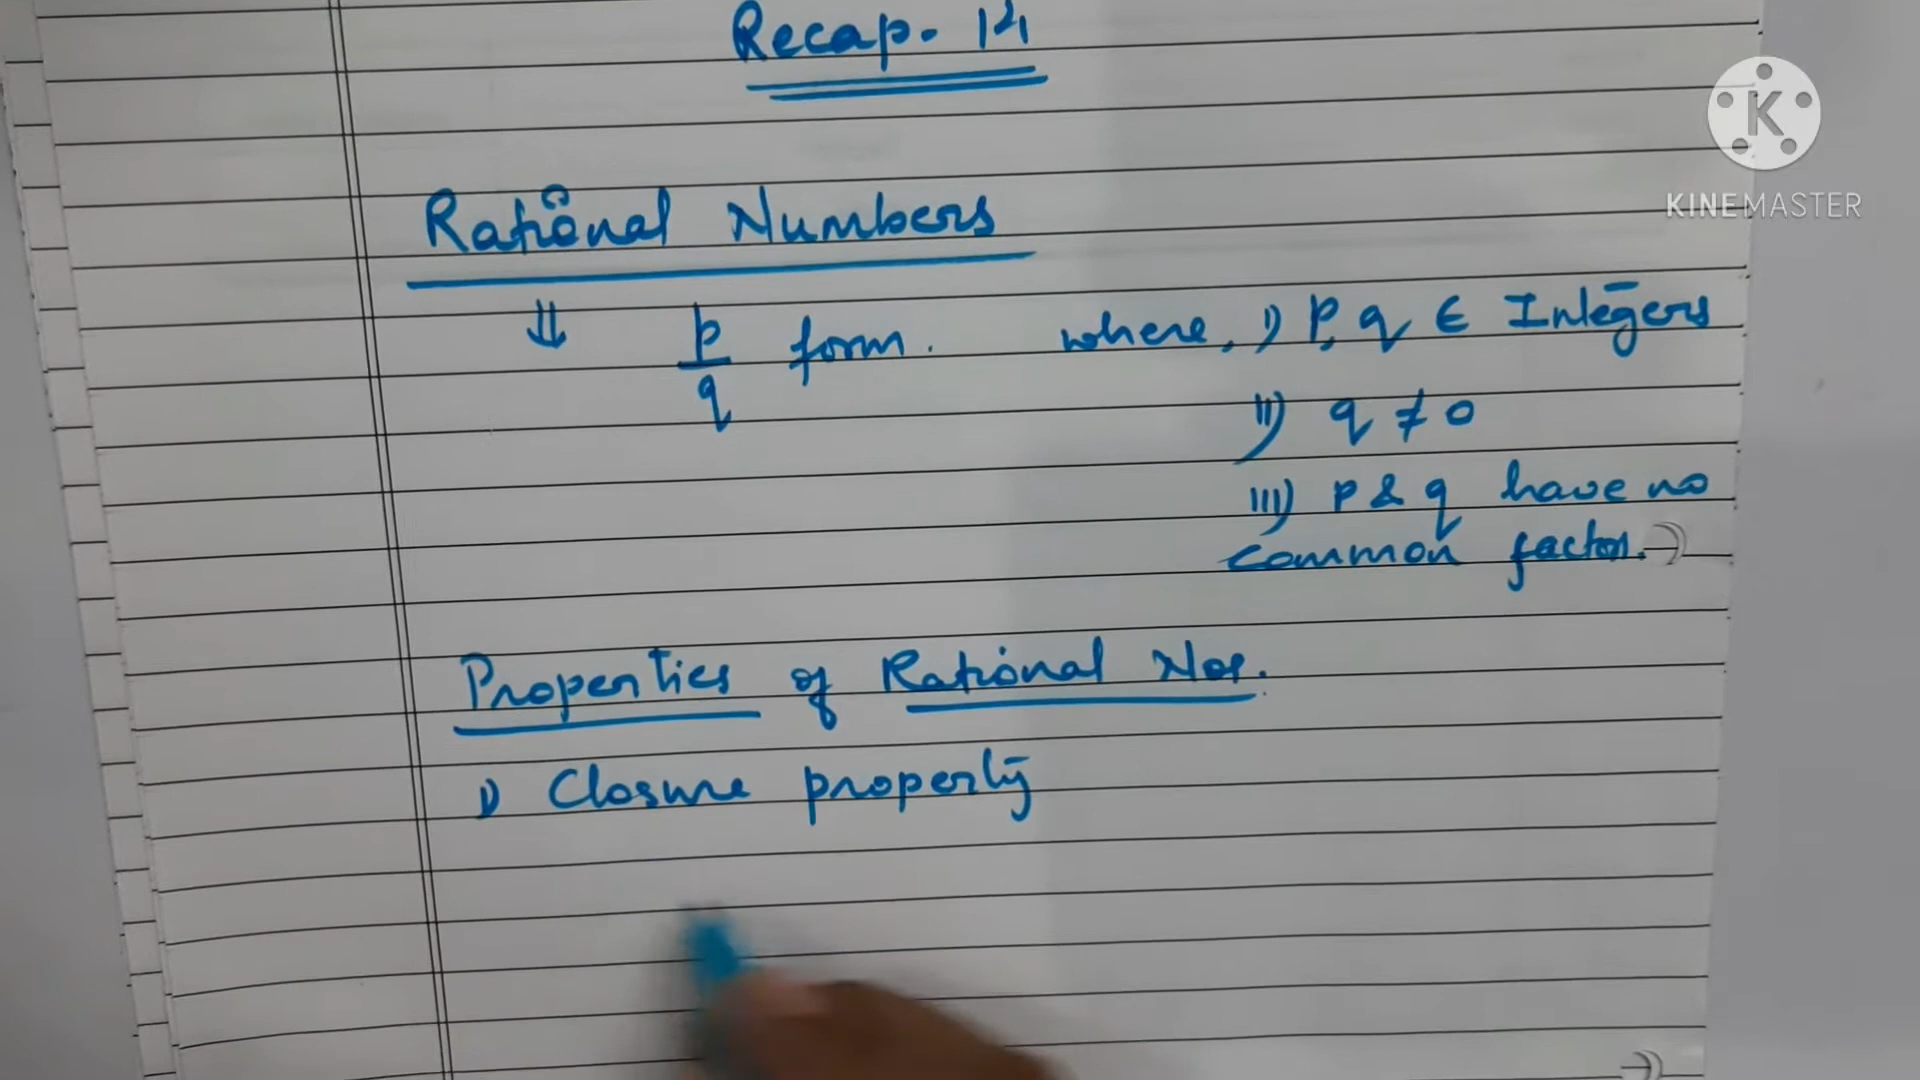 Recap. 14
K
KINEMASTER
Rational Numbers
⇓ p/q form. where, i) p, q ∈ Integers
ii) q ≠ 0
iii) p & q have no
common factor.
Properties of Rational Nos.
i) Closure property